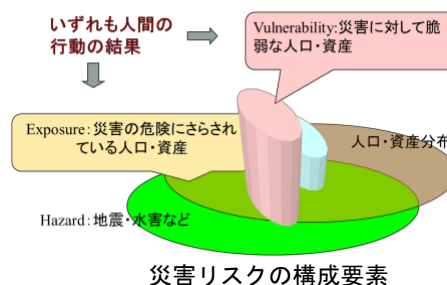 いずれも人間の
行動の結果
Vulnerability:災害に対して脆
弱な人口・資産
Exposure:災害の危険にさらされ
ている人口・資産
人口・資産分布
Hazard:地震・水害など
災害リスクの構成要素